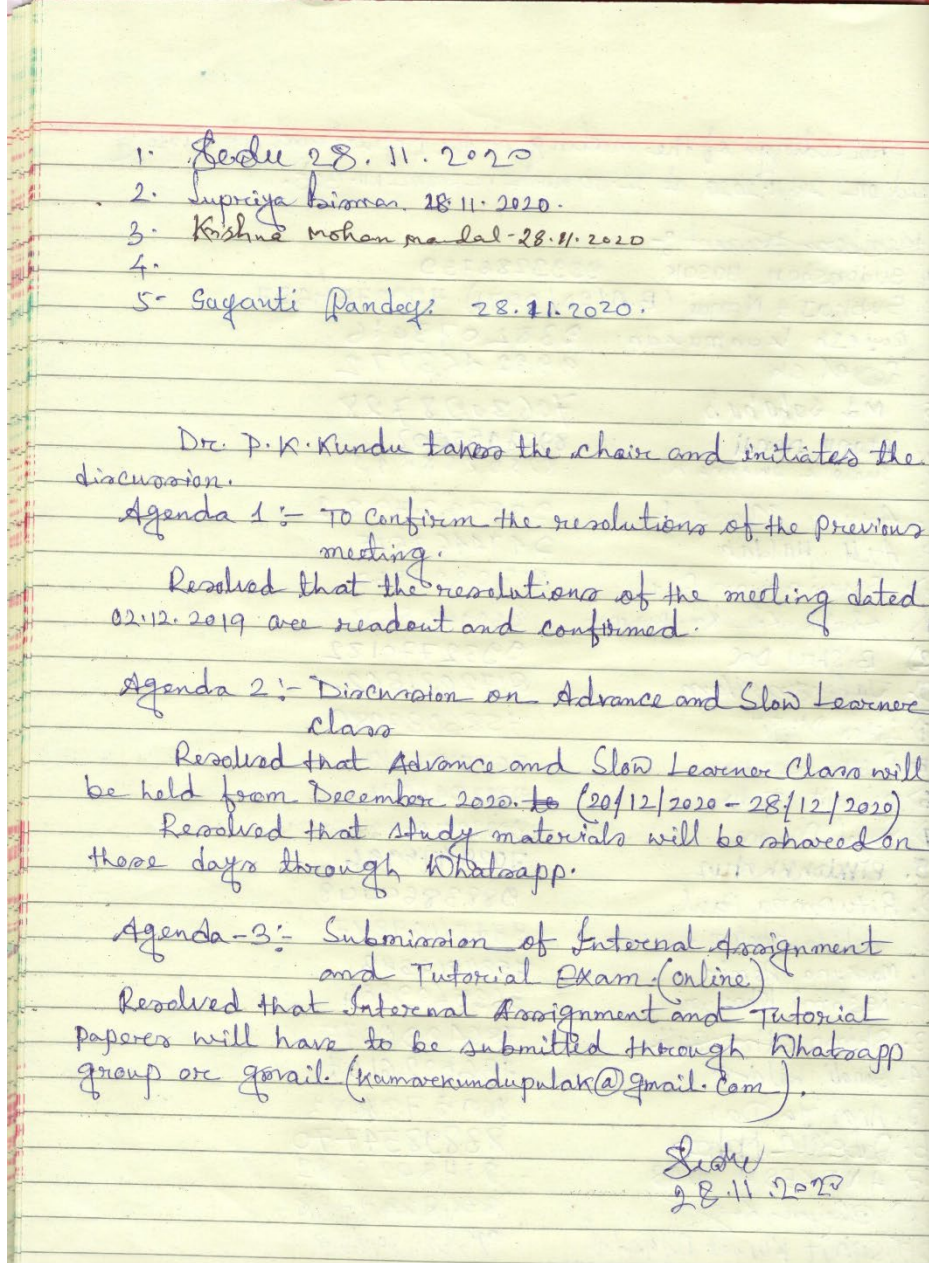 1. 28.11.2020
2. Supriya Biswas. 28.11.2020.
3. Krishna Mohan mandal-28.11.2020
4.
5- Sayanti Pandey. 28.11.2020.
Dr. P.K. Kundu takes the chair and initiates the
discussion.
Agenda 1 :- To confirm the resolutions of the previous
meeting.
Resolved that the resolutions of the meeting dated
02.12.2019 are readout and confirmed.
Agenda 2 :- Discussion on Advance and Slow Learner
class
Resolved that Advance and Slow Learner Class will
be held from December 2020. to (20/12/2020 - 28/12/2020)
Resolved that study materials will be shared on
those days through Whatsapp.
Agenda-3 :- Submission of Internal Assignment
and Tutorial Exam. (online)
Resolved that Internal Assignment and Tutorial
papers will have to be submitted through Whatsapp
group or gmail. (kamarkundupulak@gmail.com).
28.11.2020